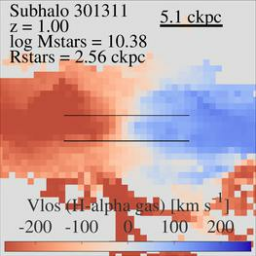 Subhalo 301311
5.1 ckpc
z = 1.00
log Mstars = 10.38
Rstars = 2.56 ckpc
Vlos (H-alpha gas) [km s⁻¹]
-200 -100 0 100 200